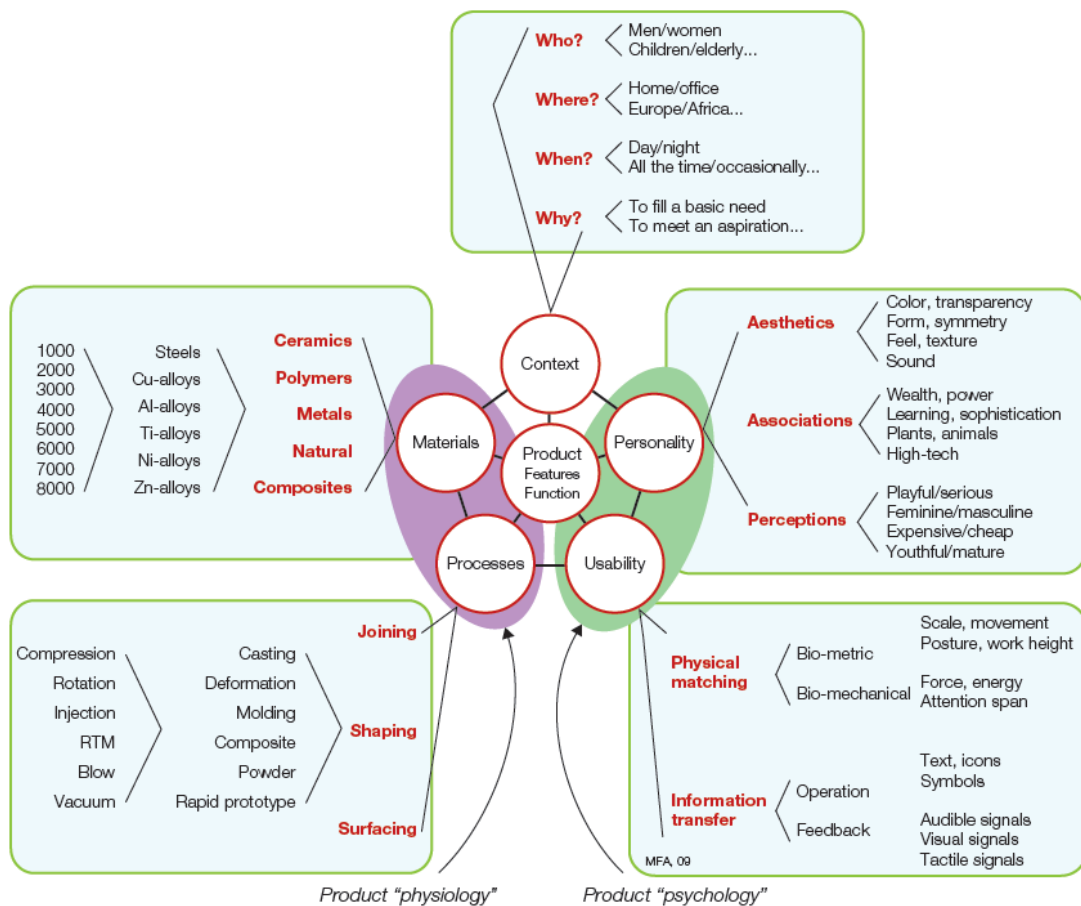 Who?
Men/women
Children/elderly...
Where?
Home/office
Europe/Africa...
When?
Day/night
All the time/occasionally...
Why?
To fill a basic need
To meet an aspiration...
1000
2000
3000
4000
5000
6000
7000
8000
Steels
Cu-alloys
Al-alloys
Ti-alloys
Ni-alloys
Zn-alloys
Ceramics
Polymers
Metals
Natural
Composites
Context
Materials
Product
Features
Function
Personality
Processes
Usability
Aesthetics
Color, transparency
Form, symmetry
Feel, texture
Sound
Associations
Wealth, power
Learning, sophistication
Plants, animals
High-tech
Perceptions
Playful/serious
Feminine/masculine
Expensive/cheap
Youthful/mature
Compression
Rotation
Injection
RTM
Blow
Vacuum
Casting
Deformation
Molding
Composite
Powder
Rapid prototype
Joining
Shaping
Surfacing
Physical
matching
Bio-metric
Scale, movement
Posture, work height
Bio-mechanical
Force, energy
Attention span
Information
transfer
Operation
Text, icons
Symbols
Feedback
Audible signals
Visual signals
Tactile signals
MFA, 09
Product “physiology”
Product “psychology”